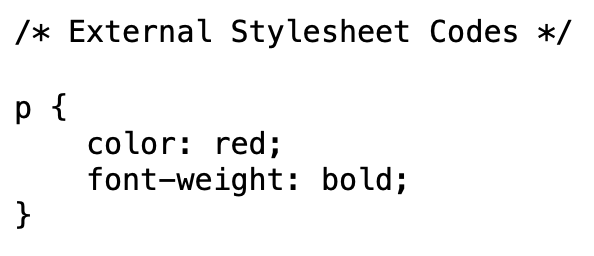 /* External Stylesheet Codes */
p {
    color: red;
    font-weight: bold;
}